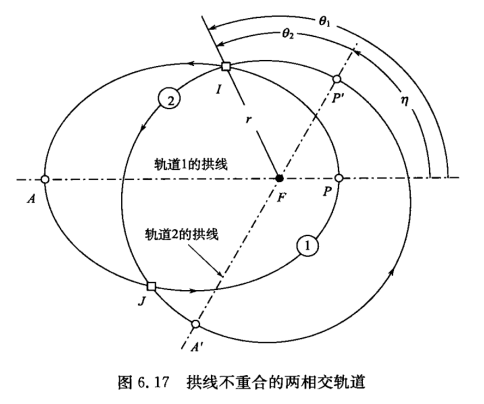 θ₁
θ₂
I
P'
η
②
r
轨道1的拱线
A
F
P
轨道2的拱线
①
J
A'
图 6.17 拱线不重合的两相交轨道